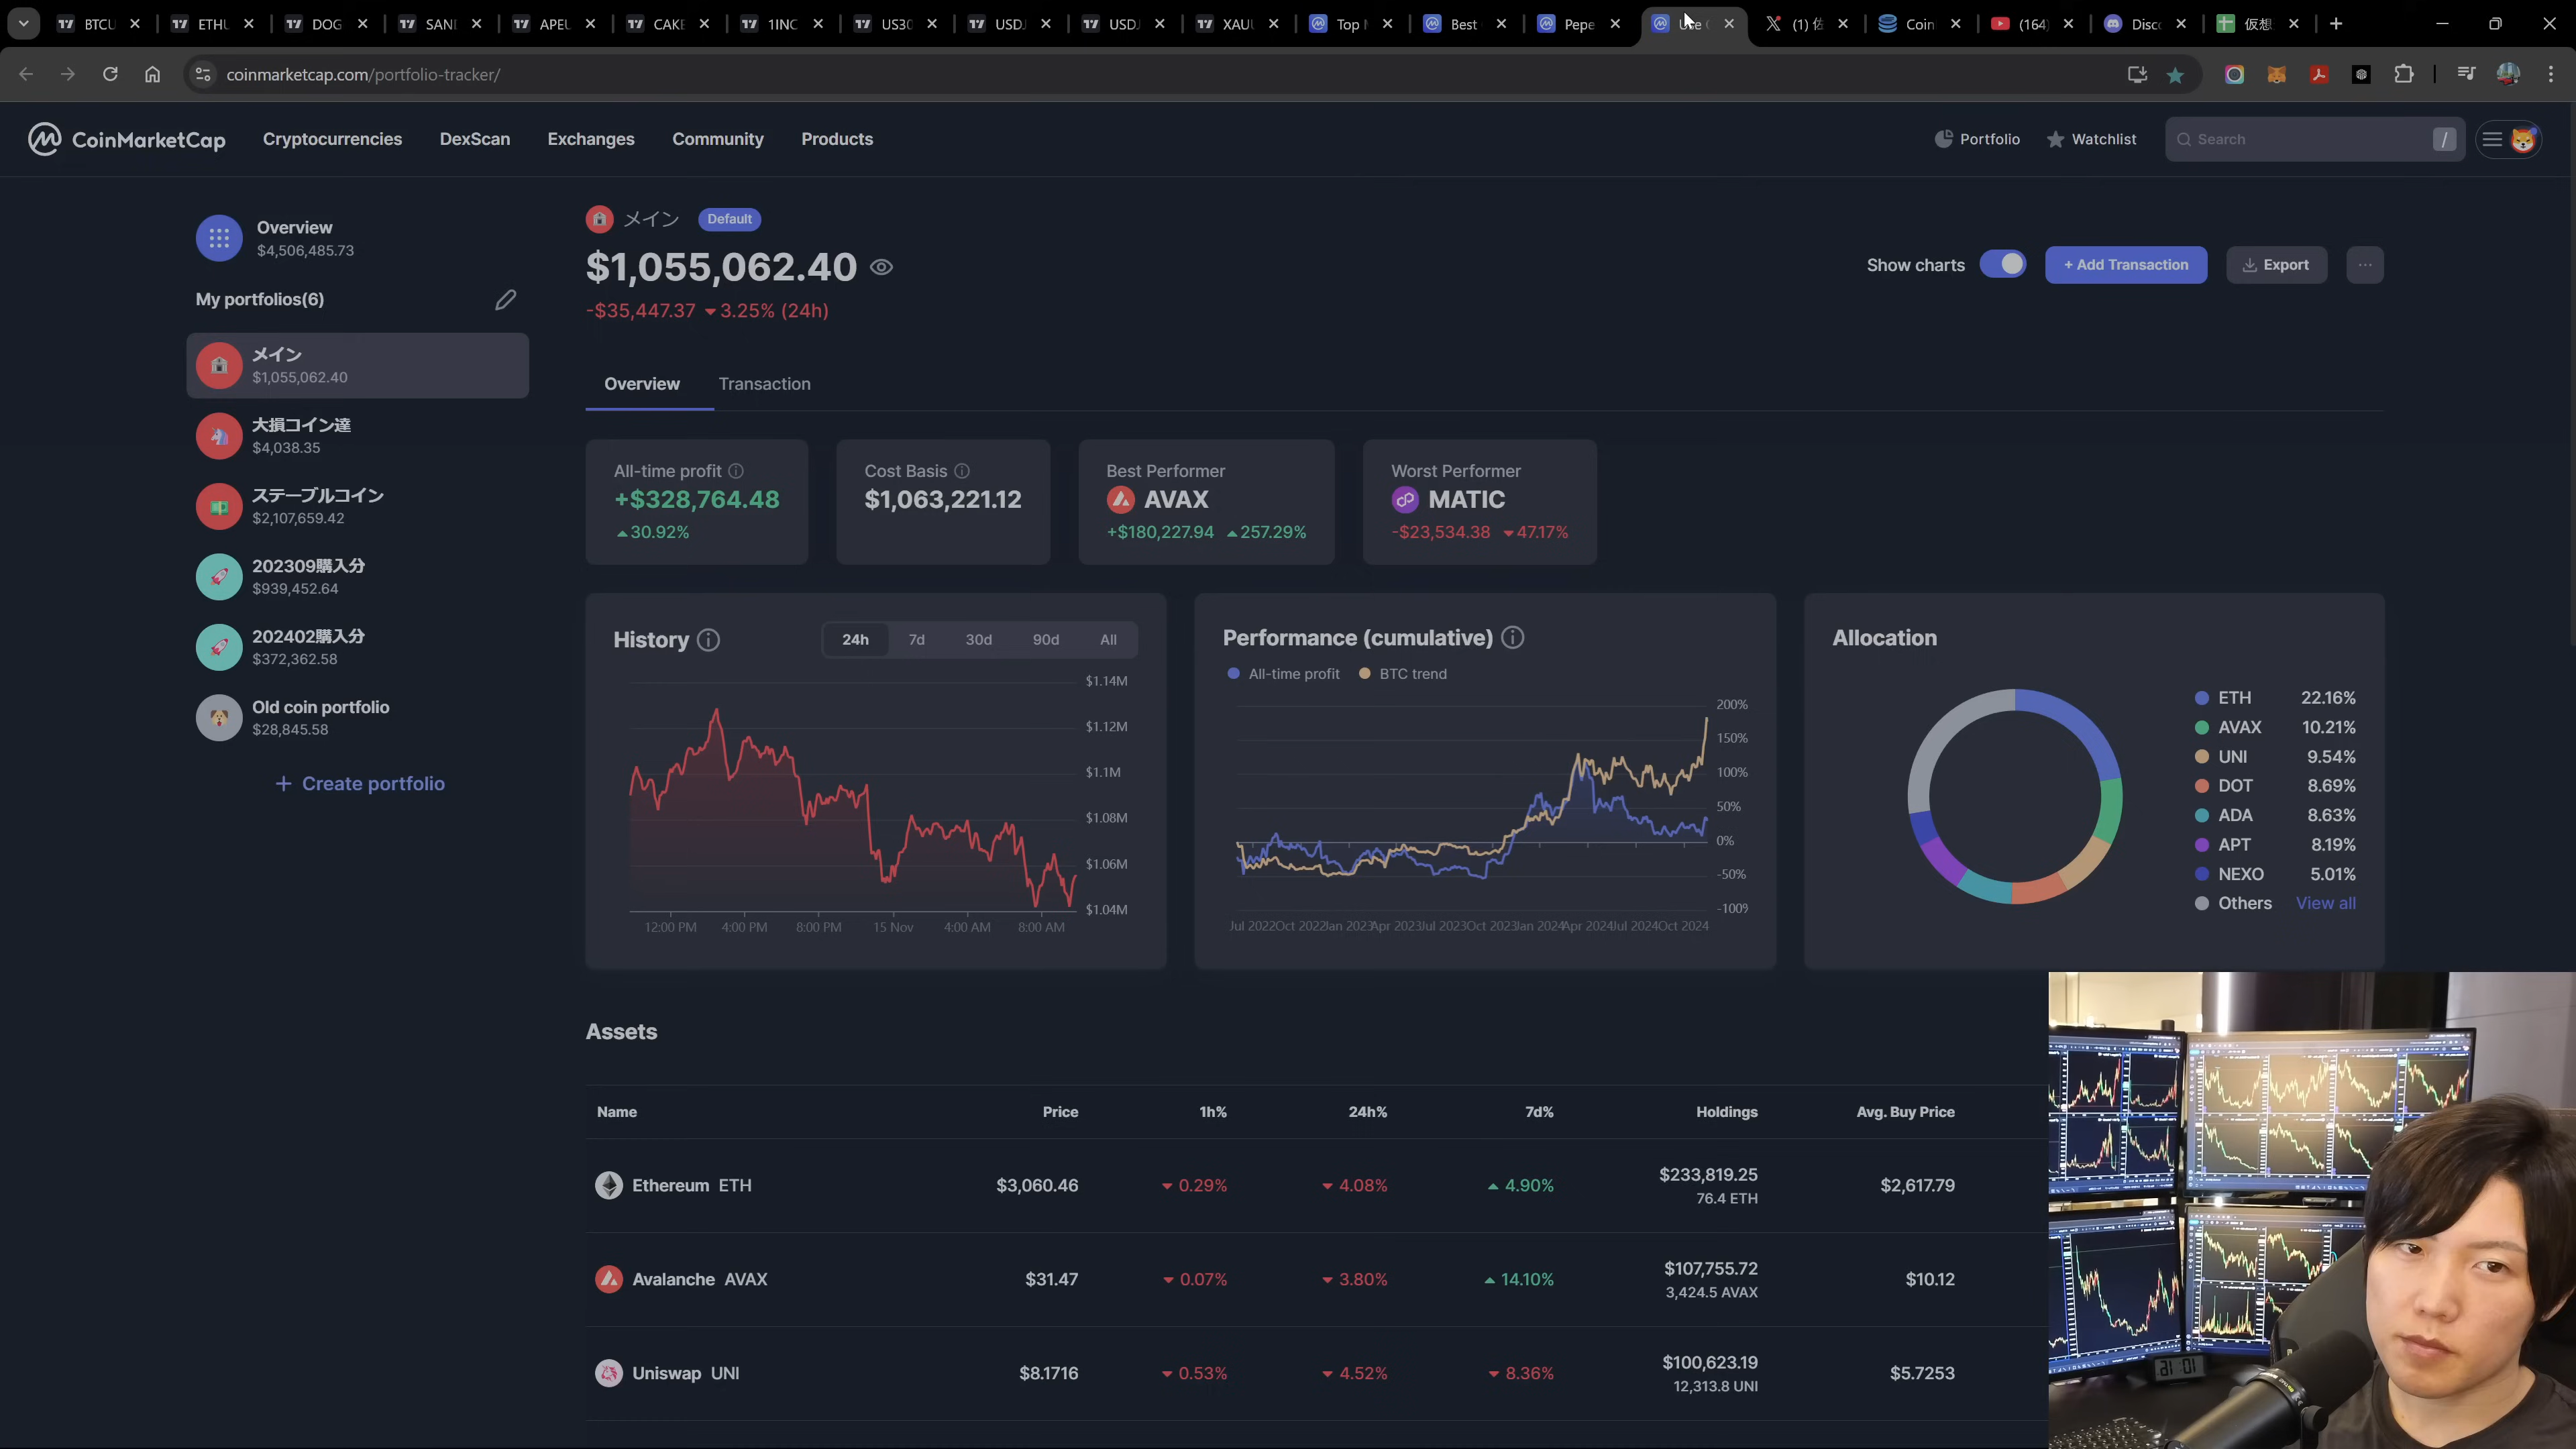 BTCU
ETHU
DOG
SANI
APEU
CAKE
1INC
US30
USDJ
USDJ
XAU
Top
Best
Pepe
(1) 佐
Coin
(164)
Disc
仮想
coinmarketcap.com/portfolio-tracker/
CoinMarketCap
Cryptocurrencies
DexScan
Exchanges
Community
Products
Portfolio
Watchlist
Search
/
Overview
$4,506,485.73
My portfolios(6)
メイン
$1,055,062.40
大損コイン達
$4,038.35
ステーブルコイン
$2,107,659.42
202309購入分
$939,452.64
202402購入分
$372,362.58
Old coin portfolio
$28,845.58
+ Create portfolio
メイン Default
$1,055,062.40
-$35,447.37 3.25% (24h)
Show charts
+ Add Transaction
Export
Overview Transaction
All-time profit
+$328,764.48
30.92%
Cost Basis
$1,063,221.12
Best Performer
AVAX
+$180,227.94 257.29%
Worst Performer
MATIC
-$23,534.38 47.17%
History
24h 7d 30d 90d All
$1.14M
$1.12M
$1.1M
$1.08M
$1.06M
$1.04M
12:00 PM 4:00 PM 8:00 PM 15 Nov 4:00 AM 8:00 AM
Performance (cumulative)
All-time profit BTC trend
200%
150%
100%
50%
0%
-50%
-100%
Jul 2022 Oct 2022 Jan 2023 Apr 2023 Jul 2023 Oct 2023 Jan 2024 Apr 2024 Jul 2024 Oct 2024
Allocation
ETH 22.16%
AVAX 10.21%
UNI 9.54%
DOT 8.69%
ADA 8.63%
APT 8.19%
NEXO 5.01%
Others View all
Assets
Name Price 1h% 24h% 7d% Holdings Avg. Buy Price
Ethereum ETH $3,060.46 0.29% 4.08% 4.90% $233,819.25 $2,617.79
76.4 ETH
Avalanche AVAX $31.47 0.07% 3.80% 14.10% $107,755.72 $10.12
3,424.5 AVAX
Uniswap UNI $8.1716 0.53% 4.52% 8.36% $100,623.19 $5.7253
12,313.8 UNI